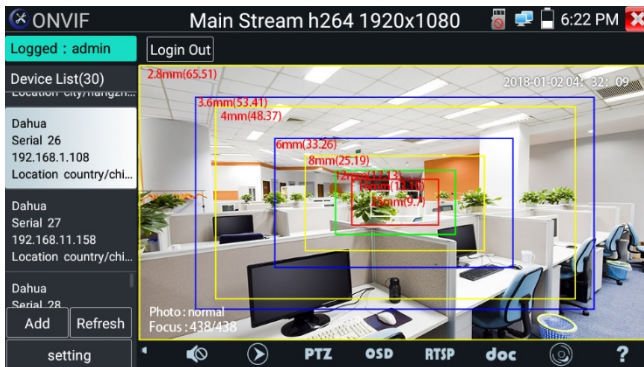 ONVIF
Main Stream h264 1920x1080
6:22 PM
Logged : admin
Login Out
Device List(30)
Dahua
Serial 26
192.168.1.108
Location country/chi...
Dahua
Serial 27
192.168.11.158
Location country/chi...
Dahua
Serial 28
Add
Refresh
setting
2.8mm(65.51)
2018-01-02 04:32:09
3.6mm(53.41)
4mm(48.37)
6mm(33.26)
8mm(25.19)
Photo : normal
Focus : 438/438
PTZ
OSD
RTSP
doc
?